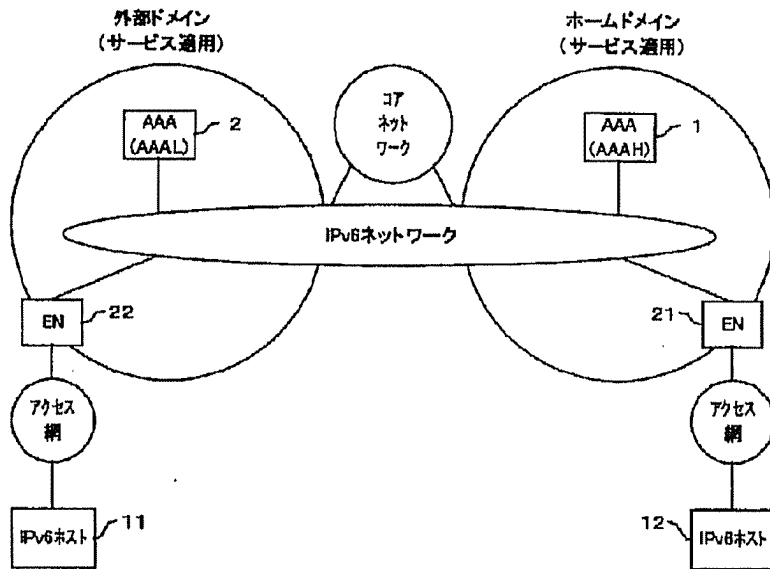 外部ドメイン
(サービス適用)
ホームドメイン
(サービス適用)
AAA
(AAAL)
2
コア
ネット
ワーク
AAA
(AAAH)
1
IPv6ネットワーク
EN
22
21
EN
アクセス
網
アクセス
網
IPv6ホスト
11
12
IPv6ホスト